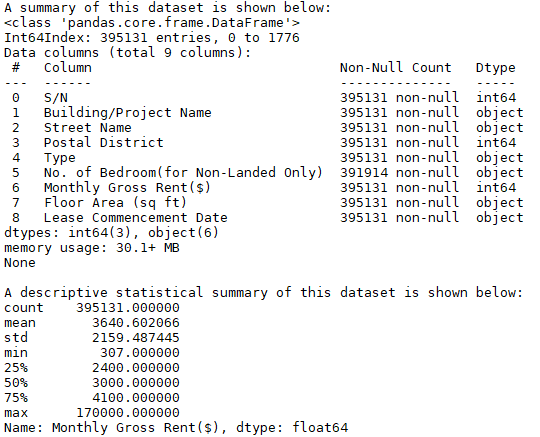 A summary of this dataset is shown below:
<class 'pandas.core.frame.DataFrame'>
Int64Index: 395131 entries, 0 to 1776
Data columns (total 9 columns):
 #   Column                             Non-Null Count   Dtype
---  ------                             --------------   -----
 0   S/N                                395131 non-null  int64
 1   Building/Project Name              395131 non-null  object
 2   Street Name                        395131 non-null  object
 3   Postal District                    395131 non-null  int64
 4   Type                               395131 non-null  object
 5   No. of Bedroom(for Non-Landed Only)  391914 non-null  object
 6   Monthly Gross Rent($)              395131 non-null  int64
 7   Floor Area (sq ft)                 395131 non-null  object
 8   Lease Commencement Date            395131 non-null  object
dtypes: int64(3), object(6)
memory usage: 30.1+ MB
None

A descriptive statistical summary of this dataset is shown below:
count    395131.000000
mean       3640.602066
std        2159.487445
min         307.000000
25%        2400.000000
50%        3000.000000
75%        4100.000000
max      170000.000000
Name: Monthly Gross Rent($), dtype: float64